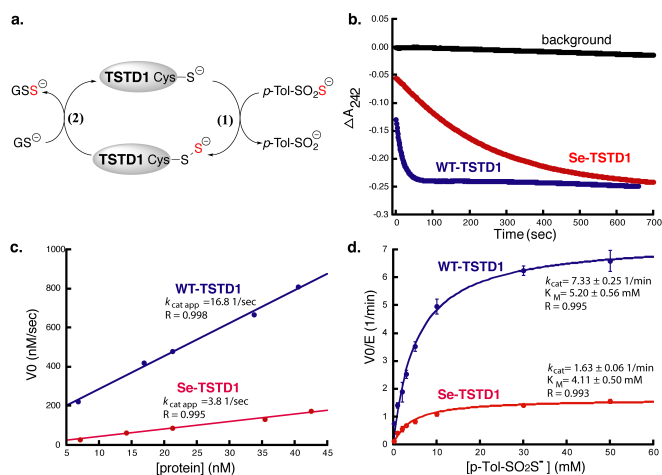 a.
TSTD1 Cys–S⊖
GSS⊖
p-Tol-SO2S⊖
(2)
(1)
GS⊖
p-Tol-SO2⊖
TSTD1 Cys–S S⊖
b.
background
Se-TSTD1
WT-TSTD1
ΔA242
0.00
-0.05
-0.10
-0.15
-0.20
-0.25
-0.3
0 100 200 300 400 500 600 700
Time (sec)
c.
WT-TSTD1
kcat app =16.8 1/sec
R = 0.998
Se-TSTD1
kcat app =3.8 1/sec
R = 0.995
V0 (nM/sec)
1000
800
600
400
200
0
5 10 15 20 25 30 35 40 45
[protein] (nM)
d.
WT-TSTD1
kcat= 7.33 ± 0.25 1/min)
KM = 5.20 ± 0.56 mM
R = 0.995
kcat= 1.63 ± 0.06 1/min)
KM = 4.11 ± 0.50 mM
R = 0.993
Se-TSTD1
V0/E (1/min)
7
6
5
4
3
2
1
0
0 10 20 30 40 50 60
[p-Tol-SO2S⁻] (mM)